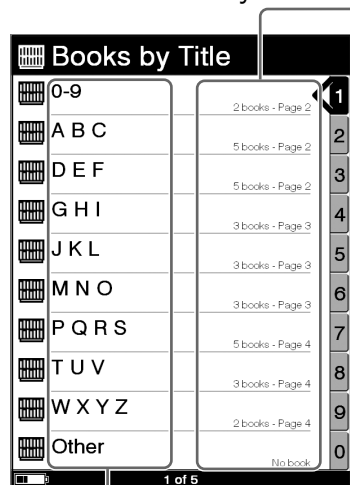 Books by Title
0-9
2 books - Page 2
1
A B C
5 books - Page 2
2
D E F
5 books - Page 2
3
G H I
3 books - Page 3
4
J K L
3 books - Page 3
5
M N O
3 books - Page 3
6
P Q R S
5 books - Page 4
7
T U V
3 books - Page 4
8
W X Y Z
2 books - Page 4
9
Other
No book
0
1 of 5